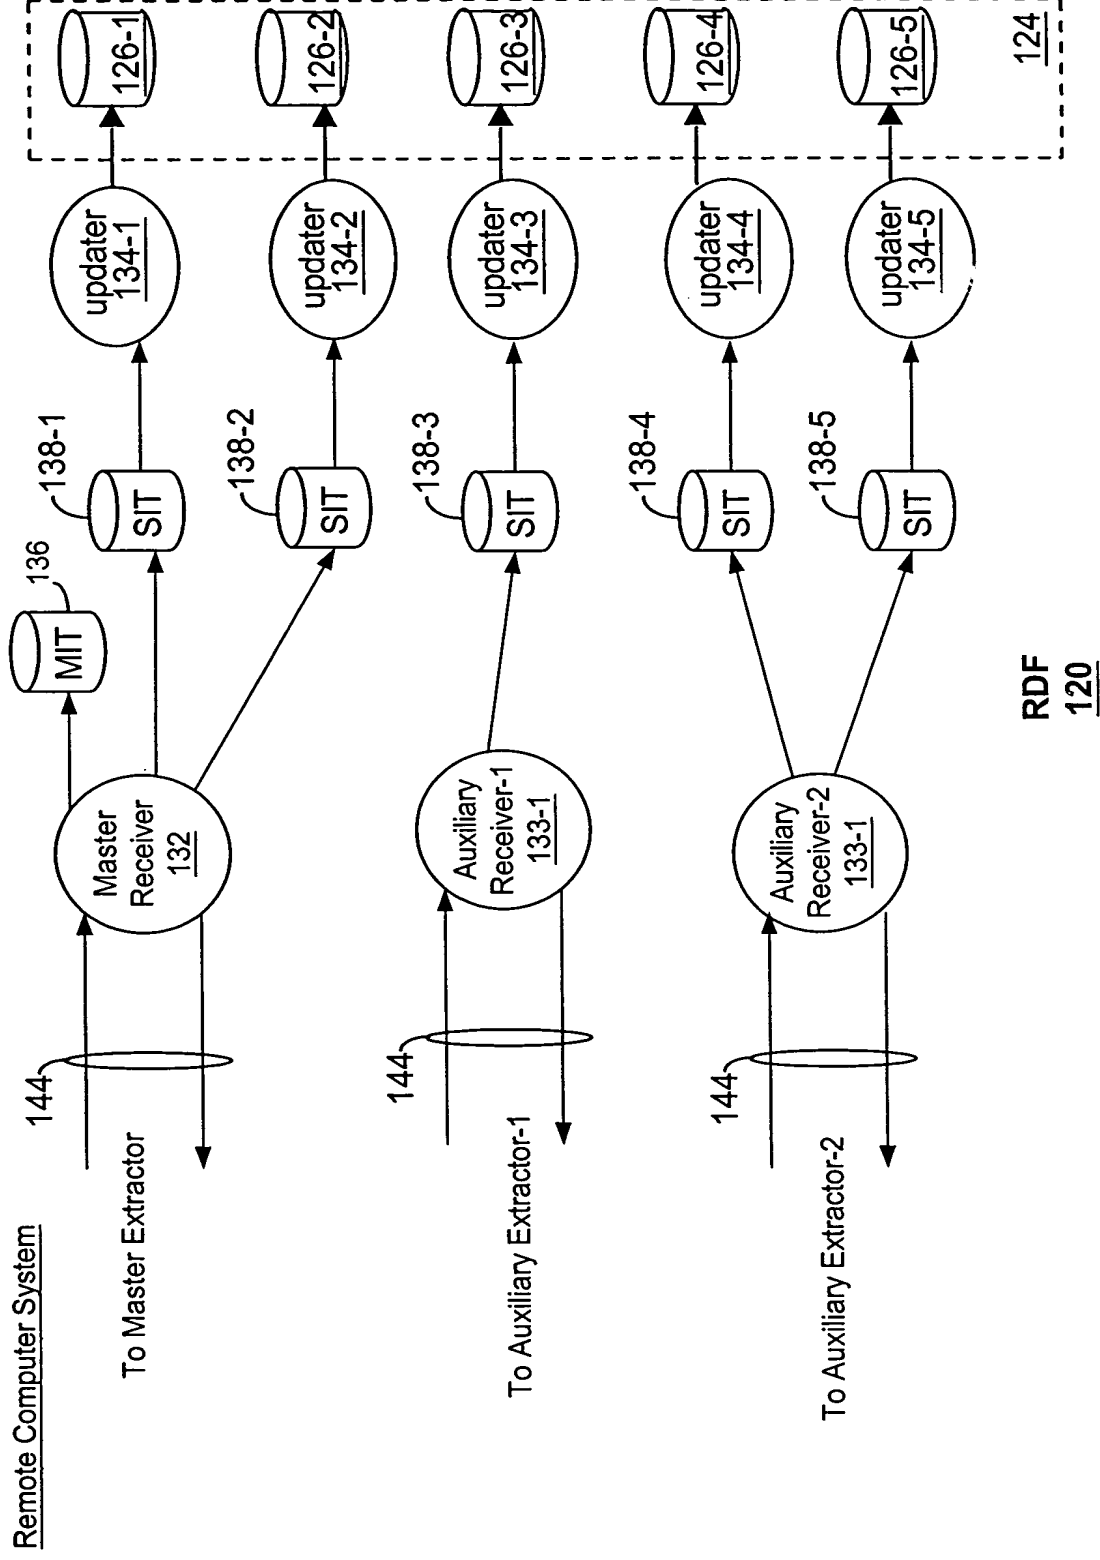 Remote Computer System
To Master Extractor
144
Master
Receiver
132
MIT
136
SIT
138-1
updater
134-1
126-1
SIT
138-2
updater
134-2
126-2
To Auxiliary Extractor-1
144
Auxiliary
Receiver-1
133-1
SIT
138-3
updater
134-3
126-3
To Auxiliary Extractor-2
144
Auxiliary
Receiver-2
133-1
SIT
138-4
updater
134-4
126-4
SIT
138-5
updater
134-5
126-5
124
RDF
120